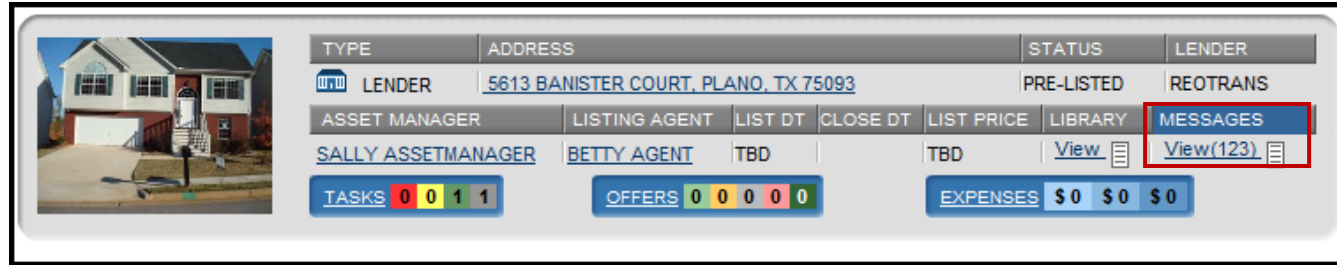 TYPE ADDRESS STATUS LENDER
LENDER 5613 BANISTER COURT, PLANO, TX 75093 PRE-LISTED REOTRANS
ASSET MANAGER LISTING AGENT LIST DT CLOSE DT LIST PRICE LIBRARY MESSAGES
SALLY ASSETMANAGER BETTY AGENT TBD TBD View View(123)
TASKS 0 0 1 1 OFFERS 0 0 0 0 0 EXPENSES $ 0 $ 0 $ 0